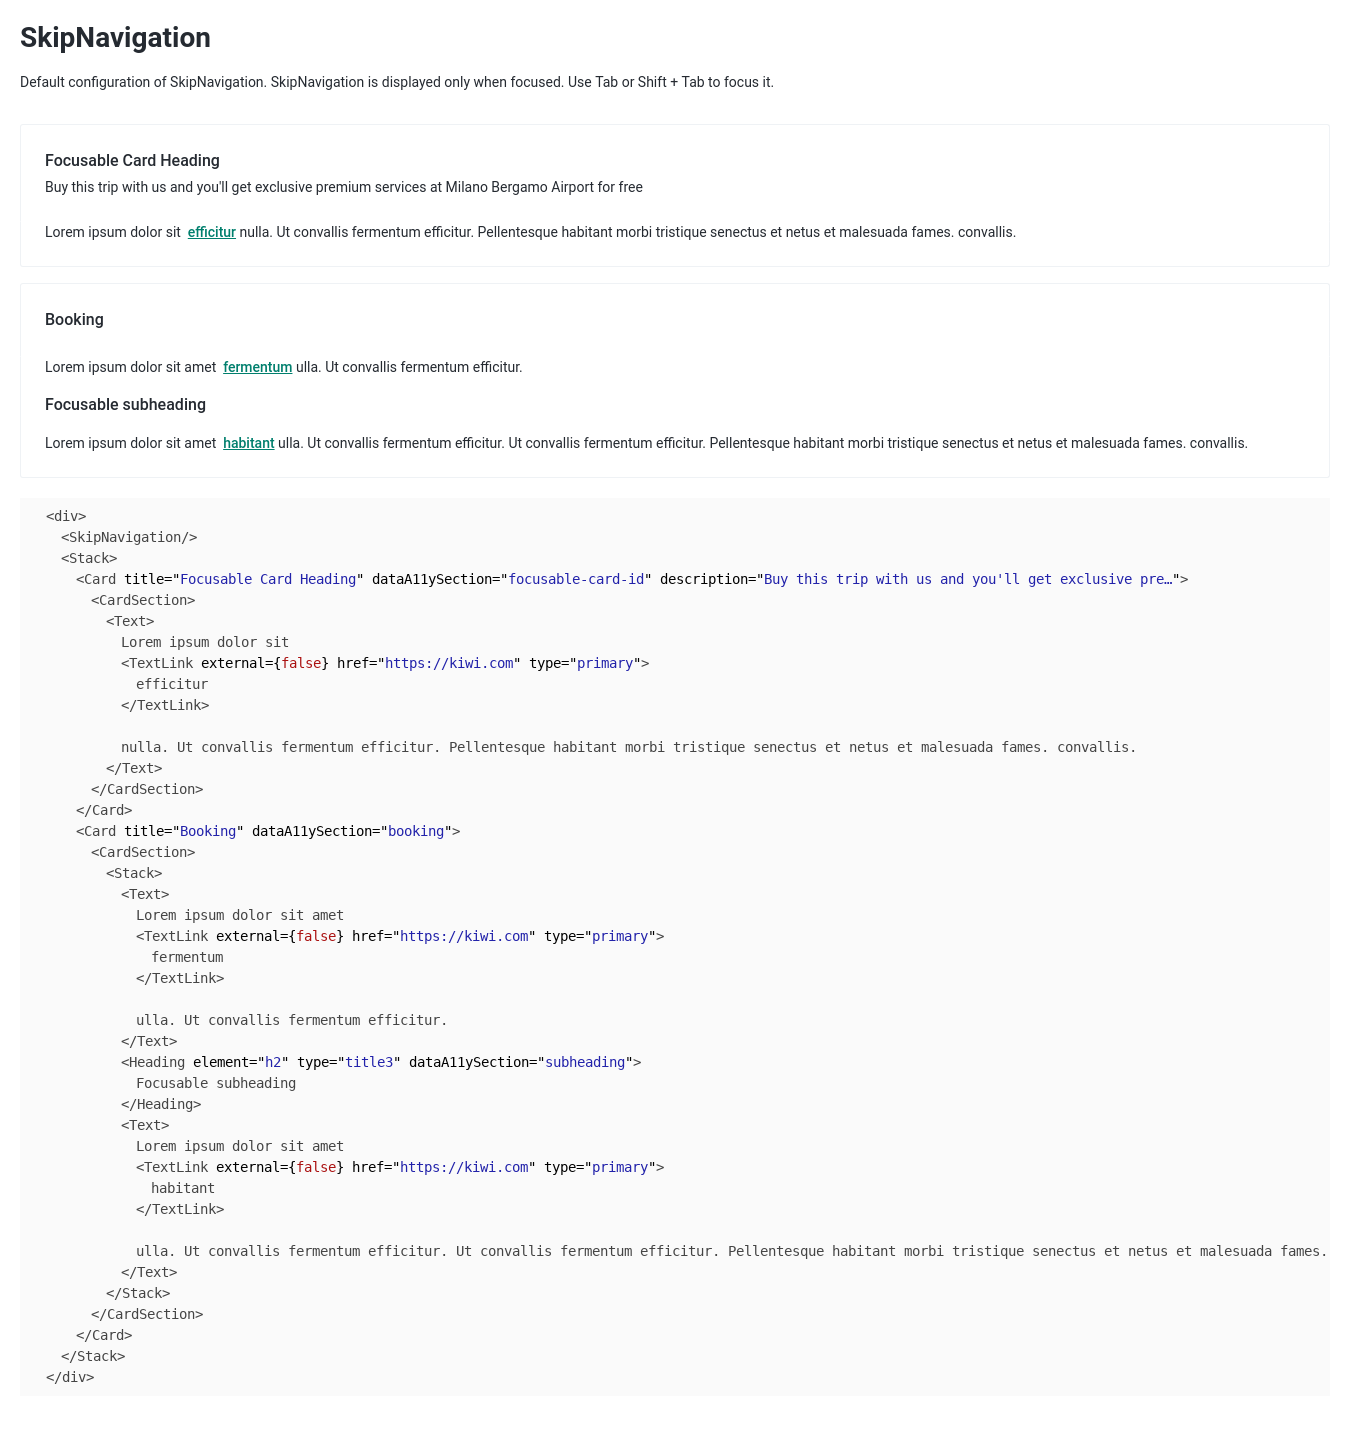 SkipNavigation
Default configuration of SkipNavigation. SkipNavigation is displayed only when focused. Use Tab or Shift + Tab to focus it.
Focusable Card Heading
Buy this trip with us and you'll get exclusive premium services at Milano Bergamo Airport for free
Lorem ipsum dolor sit efficitur nulla. Ut convallis fermentum efficitur. Pellentesque habitant morbi tristique senectus et netus et malesuada fames. convallis.
Booking
Lorem ipsum dolor sit amet fermentum ulla. Ut convallis fermentum efficitur.
Focusable subheading
Lorem ipsum dolor sit amet habitant ulla. Ut convallis fermentum efficitur. Ut convallis fermentum efficitur. Pellentesque habitant morbi tristique senectus et netus et malesuada fames. convallis.
<div>
<SkipNavigation/>
<Stack>
<Card title="Focusable Card Heading" dataA11ySection="focusable-card-id" description="Buy this trip with us and you'll get exclusive pre…">
<CardSection>
<Text>
Lorem ipsum dolor sit
<TextLink external={false} href="https://kiwi.com" type="primary">
efficitur
</TextLink>
nulla. Ut convallis fermentum efficitur. Pellentesque habitant morbi tristique senectus et netus et malesuada fames. convallis.
</Text>
</CardSection>
</Card>
<Card title="Booking" dataA11ySection="booking">
<CardSection>
<Stack>
<Text>
Lorem ipsum dolor sit amet
<TextLink external={false} href="https://kiwi.com" type="primary">
fermentum
</TextLink>
ulla. Ut convallis fermentum efficitur.
</Text>
<Heading element="h2" type="title3" dataA11ySection="subheading">
Focusable subheading
</Heading>
<Text>
Lorem ipsum dolor sit amet
<TextLink external={false} href="https://kiwi.com" type="primary">
habitant
</TextLink>
ulla. Ut convallis fermentum efficitur. Ut convallis fermentum efficitur. Pellentesque habitant morbi tristique senectus et netus et malesuada fames.
</Text>
</Stack>
</CardSection>
</Card>
</Stack>
</div>